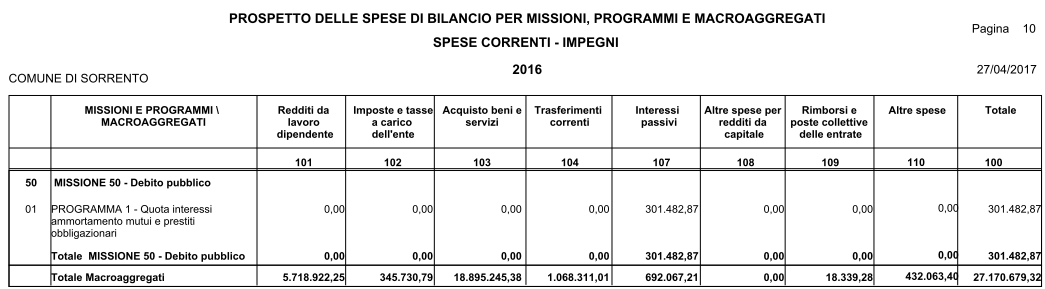 PROSPETTO DELLE SPESE DI BILANCIO PER MISSIONI, PROGRAMMI E MACROAGGREGATI
Pagina 10
SPESE CORRENTI - IMPEGNI
2016
27/04/2017
COMUNE DI SORRENTO
MISSIONI E PROGRAMMI \ MACROAGGREGATI
Redditi da lavoro dipendente
Imposte e tasse a carico dell'ente
Acquisto beni e servizi
Trasferimenti correnti
Interessi passivi
Altre spese per redditi da capitale
Rimborsi e poste collettive delle entrate
Altre spese
Totale
101 102 103 104 107 108 109 110 100
50 MISSIONE 50 - Debito pubblico
01 PROGRAMMA 1 - Quota interessi 0,00 0,00 0,00 0,00 301.482,87 0,00 0,00 0,00 301.482,87
ammortamento mutui e prestiti
obbligazionari
Totale MISSIONE 50 - Debito pubblico 0,00 0,00 0,00 0,00 301.482,87 0,00 0,00 0,00 301.482,87
Totale Macroaggregati 5.718.922,25 345.730,79 18.895.245,38 1.068.311,01 692.067,21 0,00 18.339,28 432.063,40 27.170.679,32